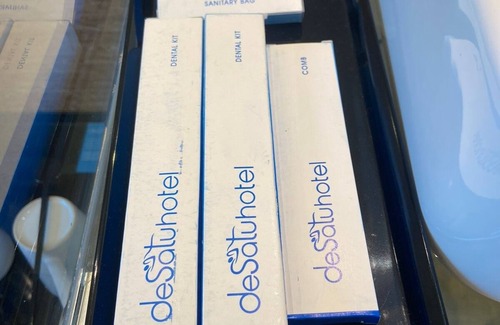 SANITARY BAG
DENTAL KIT
desatuhotel
DENTAL KIT
desatuhotel
COMB
desatuhotel